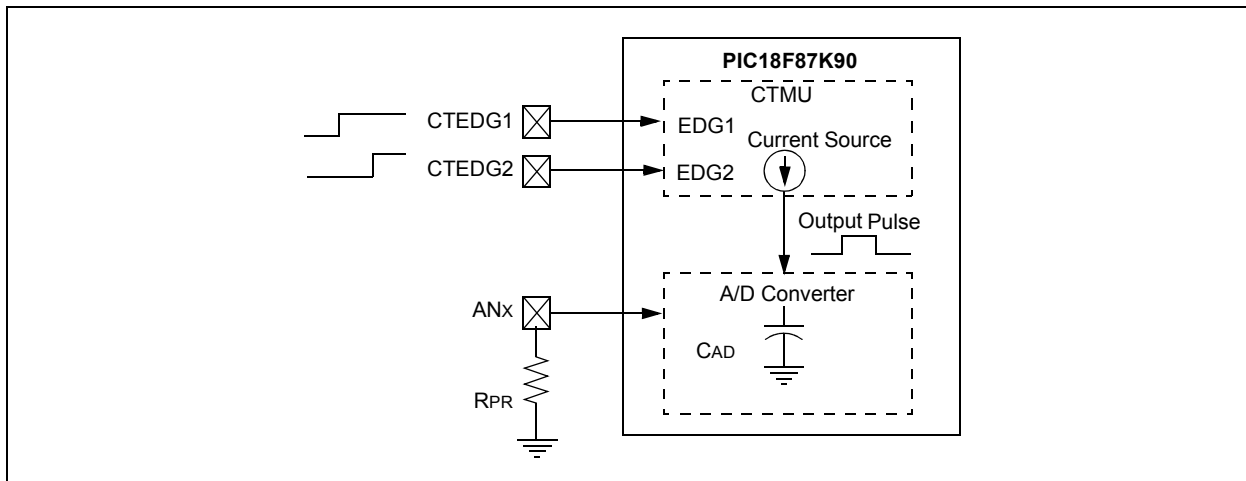 PIC18F87K90
CTMU
CTEDG1
EDG1
Current Source
CTEDG2
EDG2
Output Pulse
A/D Converter
ANX
CAD
RPR